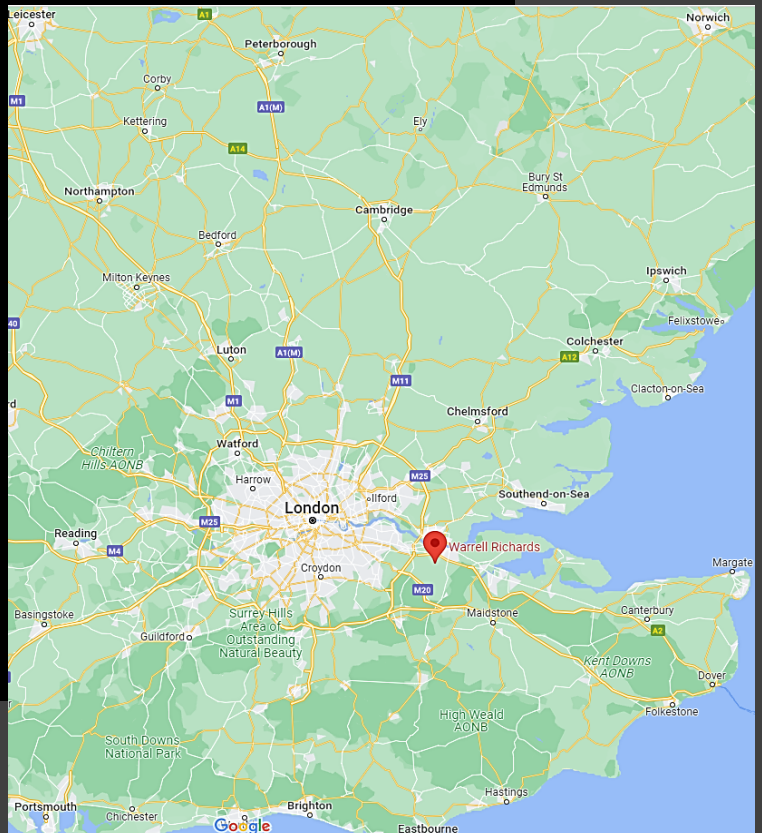 Leicester
A1
Norwich
Peterborough
Corby
M1
A1(M)
Kettering
Ely
A14
Bury St
Edmunds
Northampton
Cambridge
Bedford
Ipswich
Milton Keynes
40
Felixstowe
Colchester
Luton
A1(M)
A12
M11
Clacton-on-Sea
M1
rd
Chelmsford
Watford
Chiltern
Hills AONB
M25
Harrow
Ilford
Southend-on-Sea
London
M25
Reading
M4
Warrell Richards
Margate
Croydon
M20
Basingstoke
Surrey Hills
Area of
Outstanding
Natural Beauty
Maidstone
Canterbury
A2
Guildford
Kent Downs
AONB
Dover
Folkestone
High Weald
AONB
South Downs
National Park
Hastings
Portsmouth
Chichester
Brighton
Google
Eastbourne